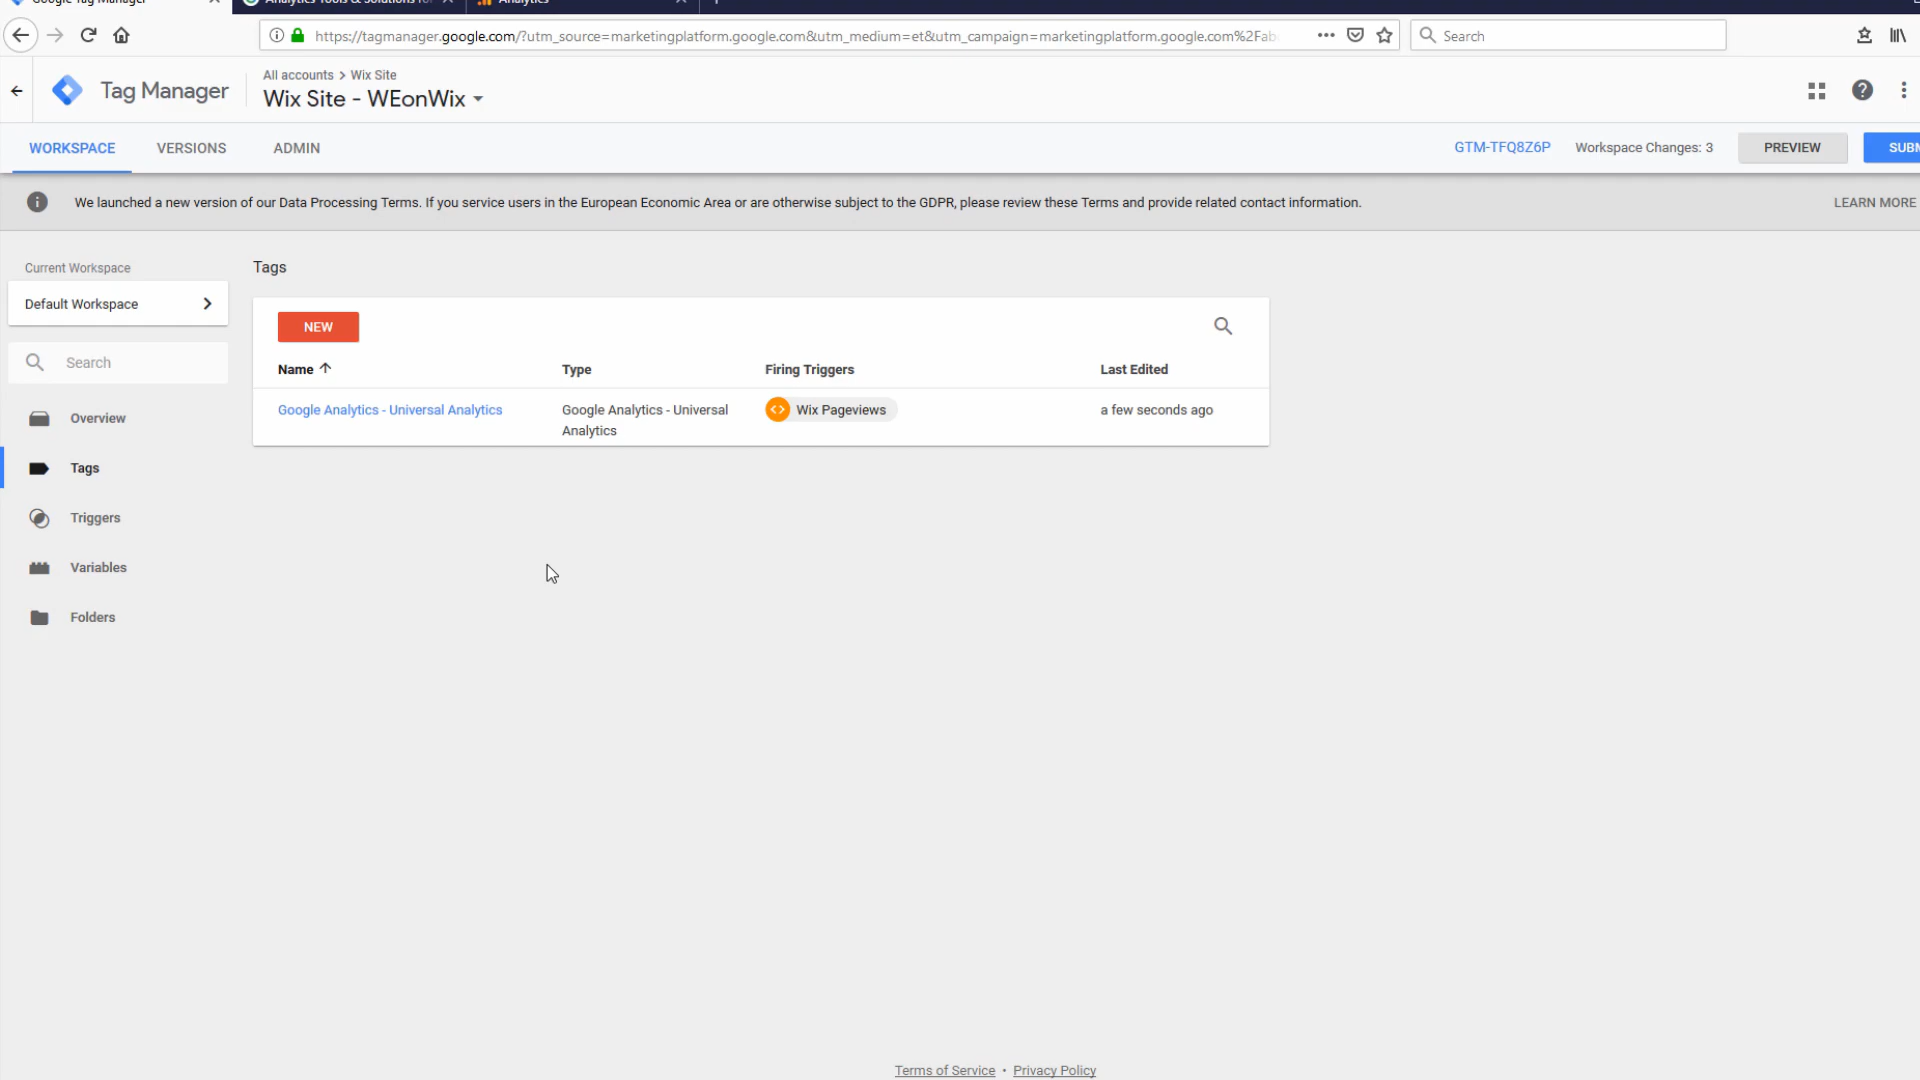 Google Tag Manager
Analytics Tools & Solutions for
Analytics
https://tagmanager.google.com/?utm_source=marketingplatform.google.com&utm_medium=et&utm_campaign=marketingplatform.google.com%2Fab
Search
All accounts > Wix Site
Tag Manager
Wix Site - WEonWix
WORKSPACE
VERSIONS
ADMIN
GTM-TFQ8Z6P
Workspace Changes: 3
PREVIEW
SUBM
We launched a new version of our Data Processing Terms. If you service users in the European Economic Area or are otherwise subject to the GDPR, please review these Terms and provide related contact information.
LEARN MORE
Current Workspace
Default Workspace
Search
Overview
Tags
Triggers
Variables
Folders
Tags
NEW
Name
Type
Firing Triggers
Last Edited
Google Analytics - Universal Analytics
Google Analytics - Universal
Analytics
Wix Pageviews
a few seconds ago
Terms of Service • Privacy Policy